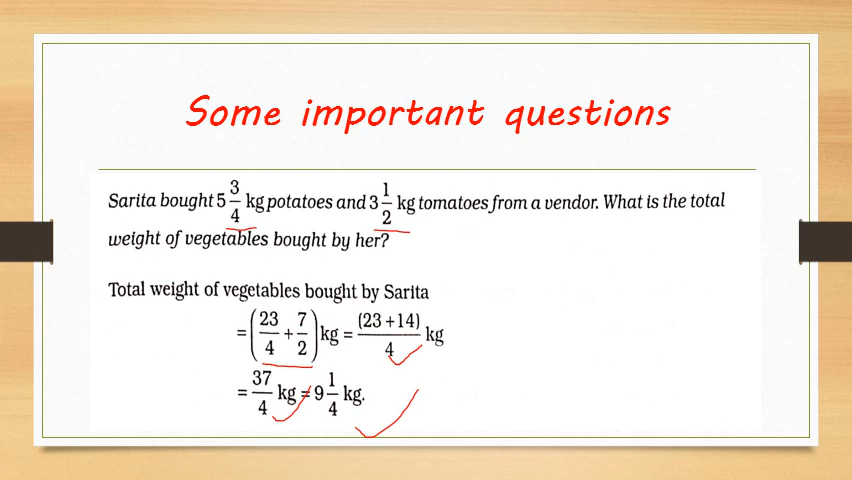 Some important questions
Sarita bought 5 3/4 kg potatoes and 3 1/2 kg tomatoes from a vendor. What is the total
weight of vegetables bought by her?
Total weight of vegetables bought by Sarita
= (23/4 + 7/2) kg = (23+14)/4 kg
= 37/4 kg = 9 1/4 kg.